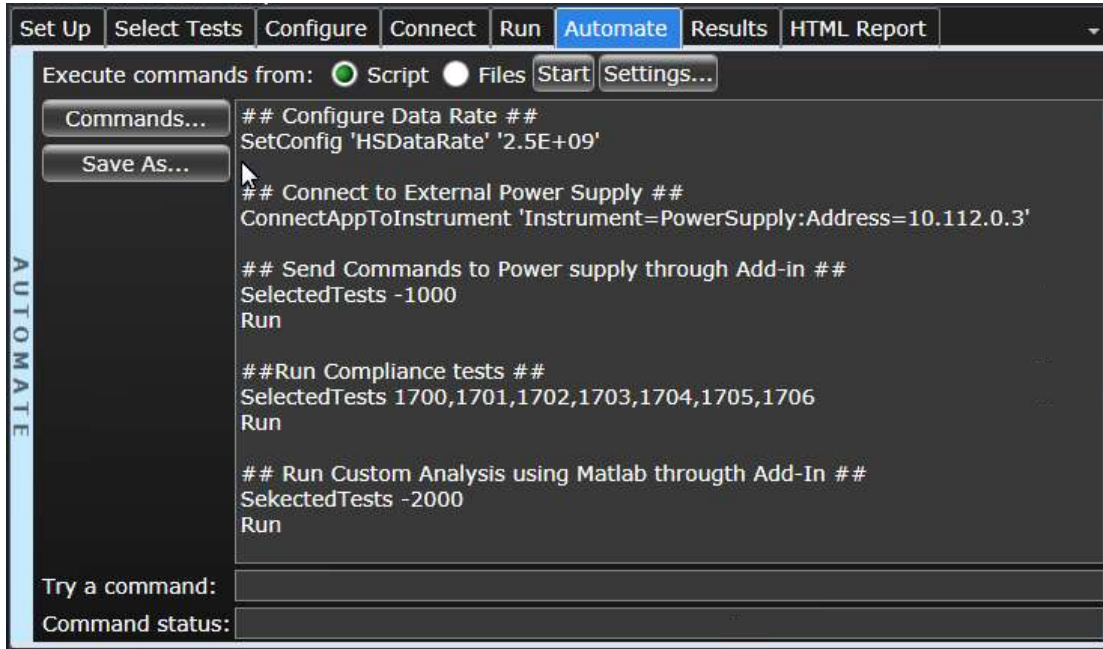 Set Up Select Tests Configure Connect Run Automate Results HTML Report
Execute commands from: Script Files Start Settings...
Commands...
Save As...
## Configure Data Rate ##
SetConfig 'HSDataRate' '2.5E+09'
## Connect to External Power Supply ##
ConnectAppToInstrument 'Instrument=PowerSupply:Address=10.112.0.3'
## Send Commands to Power supply through Add-in ##
SelectedTests -1000
Run
##Run Compliance tests ##
SelectedTests 1700,1701,1702,1703,1704,1705,1706
Run
## Run Custom Analysis using Matlab througth Add-In ##
SekectedTests -2000
Run
AUTOMATE
Try a command:
Command status: